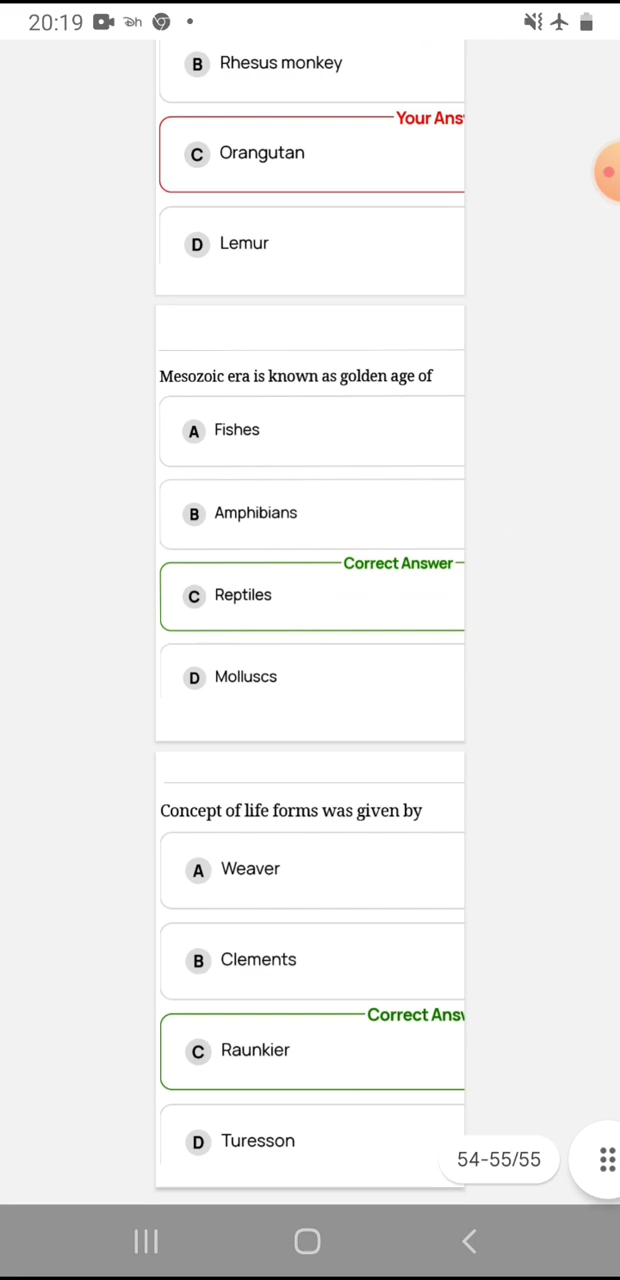 20:19
B Rhesus monkey
Your Ans
C Orangutan
D Lemur
Mesozoic era is known as golden age of
A Fishes
B Amphibians
Correct Answer
C Reptiles
D Molluscs
Concept of life forms was given by
A Weaver
B Clements
Correct Ans
C Raunkier
D Turesson
54-55/55